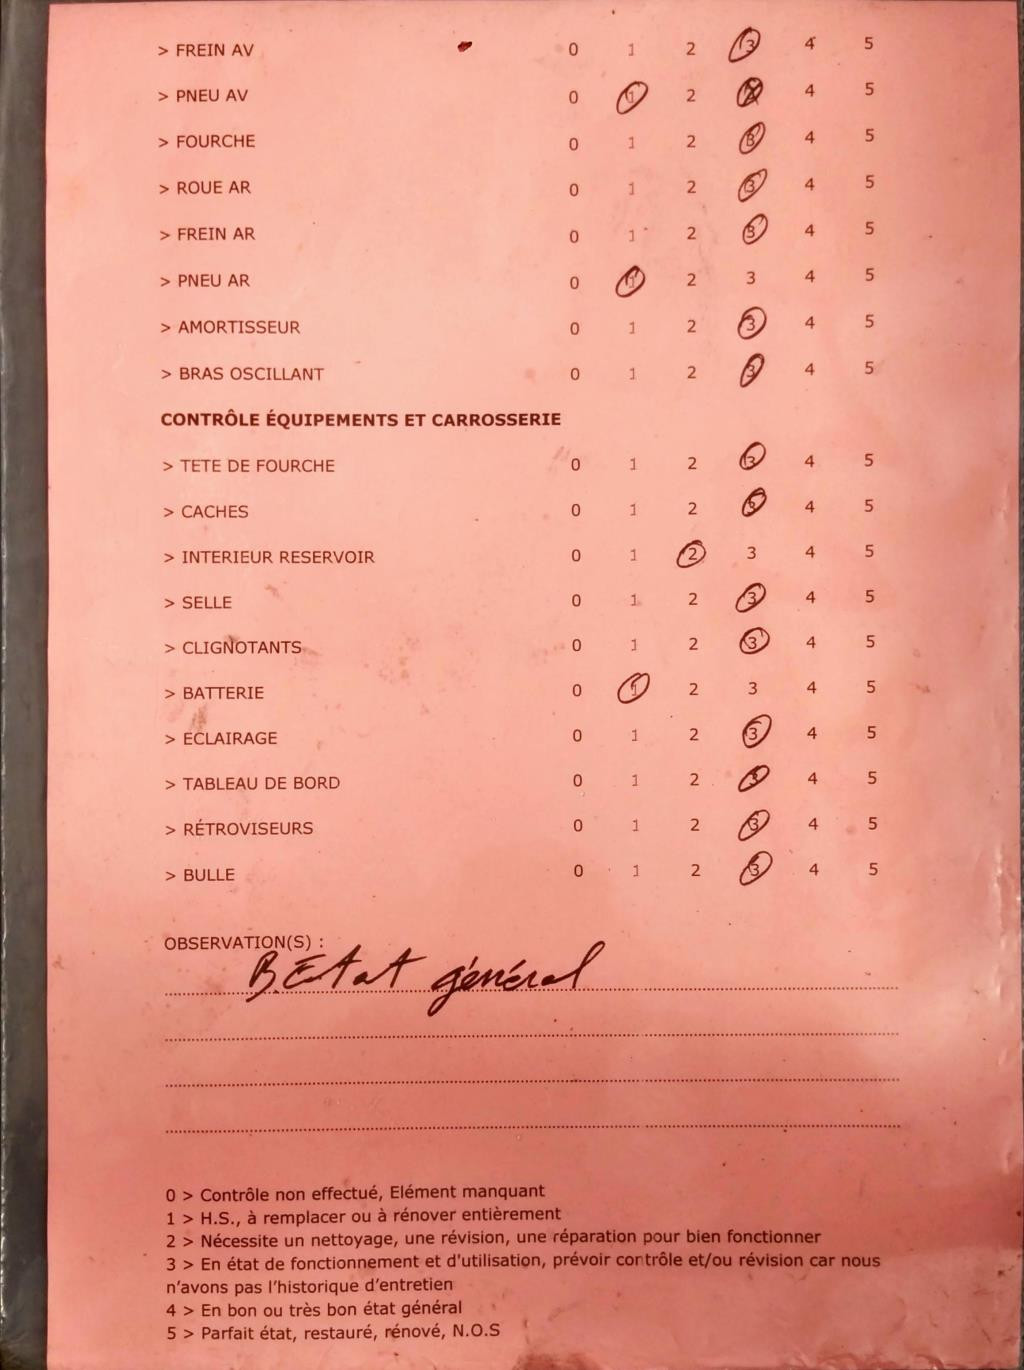 > FREIN AV 0 1 2 3 4 5
> PNEU AV 0 1 2 3 4 5
> FOURCHE 0 1 2 3 4 5
> ROUE AR 0 1 2 3 4 5
> FREIN AR 0 1 2 3 4 5
> PNEU AR 0 1 2 3 4 5
> AMORTISSEUR 0 1 2 3 4 5
> BRAS OSCILLANT 0 1 2 3 4 5
CONTRÔLE ÉQUIPEMENTS ET CARROSSERIE
> TETE DE FOURCHE 0 1 2 3 4 5
> CACHES 0 1 2 3 4 5
> INTERIEUR RESERVOIR 0 1 2 3 4 5
> SELLE 0 1 2 3 4 5
> CLIGNOTANTS 0 1 2 3 4 5
> BATTERIE 0 1 2 3 4 5
> ECLAIRAGE 0 1 2 3 4 5
> TABLEAU DE BORD 0 1 2 3 4 5
> RÉTROVISEURS 0 1 2 3 4 5
> BULLE 0 1 2 3 4 5
OBSERVATION(S) :
B. Etat général
0 > Contrôle non effectué, Elément manquant
1 > H.S., à remplacer ou à rénover entièrement
2 > Nécessite un nettoyage, une révision, une réparation pour bien fonctionner
3 > En état de fonctionnement et d'utilisation, prévoir contrôle et/ou révision car nous
n'avons pas l'historique d'entretien
4 > En bon ou très bon état général
5 > Parfait état, restauré, rénové, N.O.S